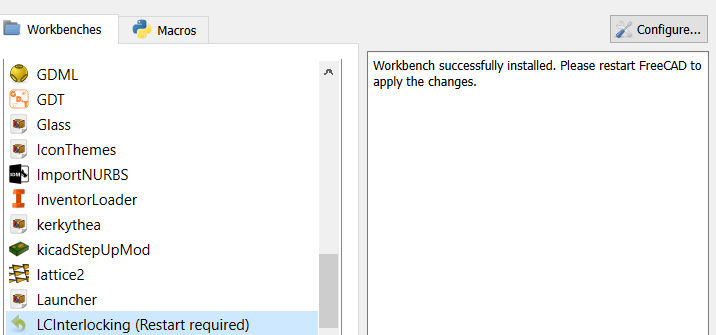 Workbenches
Macros
Configure...
GDML
GDT
Glass
IconThemes
ImportNURBS
InventorLoader
kerkythea
kicadStepUpMod
lattice2
Launcher
LCInterlocking (Restart required)
Workbench successfully installed. Please restart FreeCAD to
apply the changes.